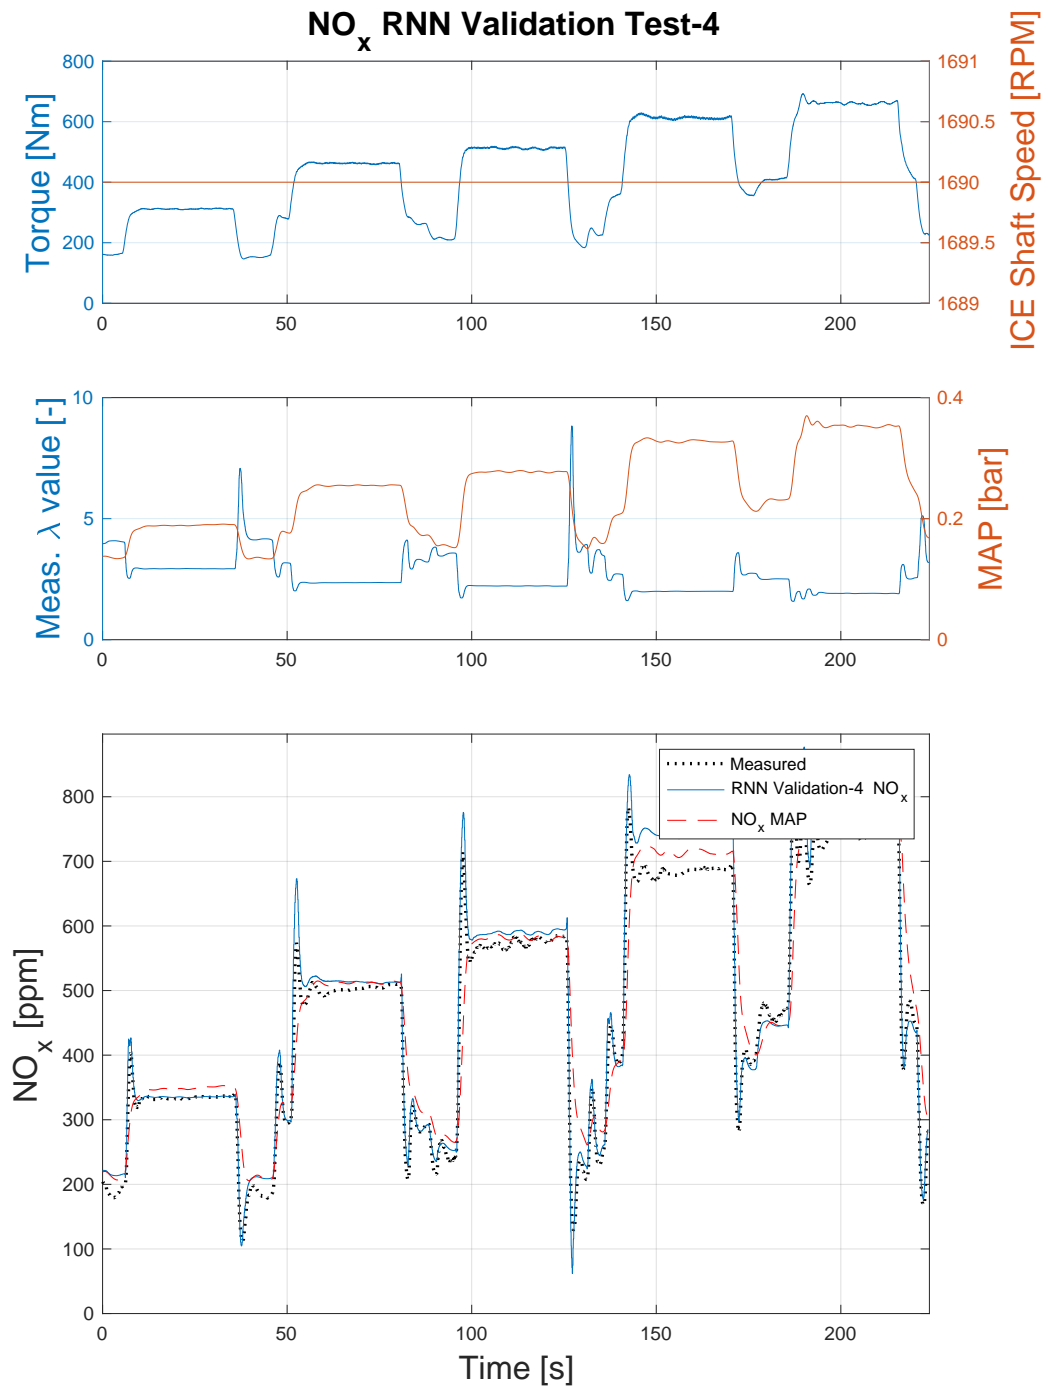 NOx RNN Validation Test-4
Torque [Nm]
800
600
400
200
0
0 50 100 150 200
1691
1690.5
1690
1689.5
1689
ICE Shaft Speed [RPM]
Meas. λ value [-]
10
5
0
0 50 100 150 200
0.4
0.2
0
MAP [bar]
NOx [ppm]
800
700
600
500
400
300
200
100
0
0 50 100 150 200
Time [s]
Measured
RNN Validation-4 NOx
NOx MAP